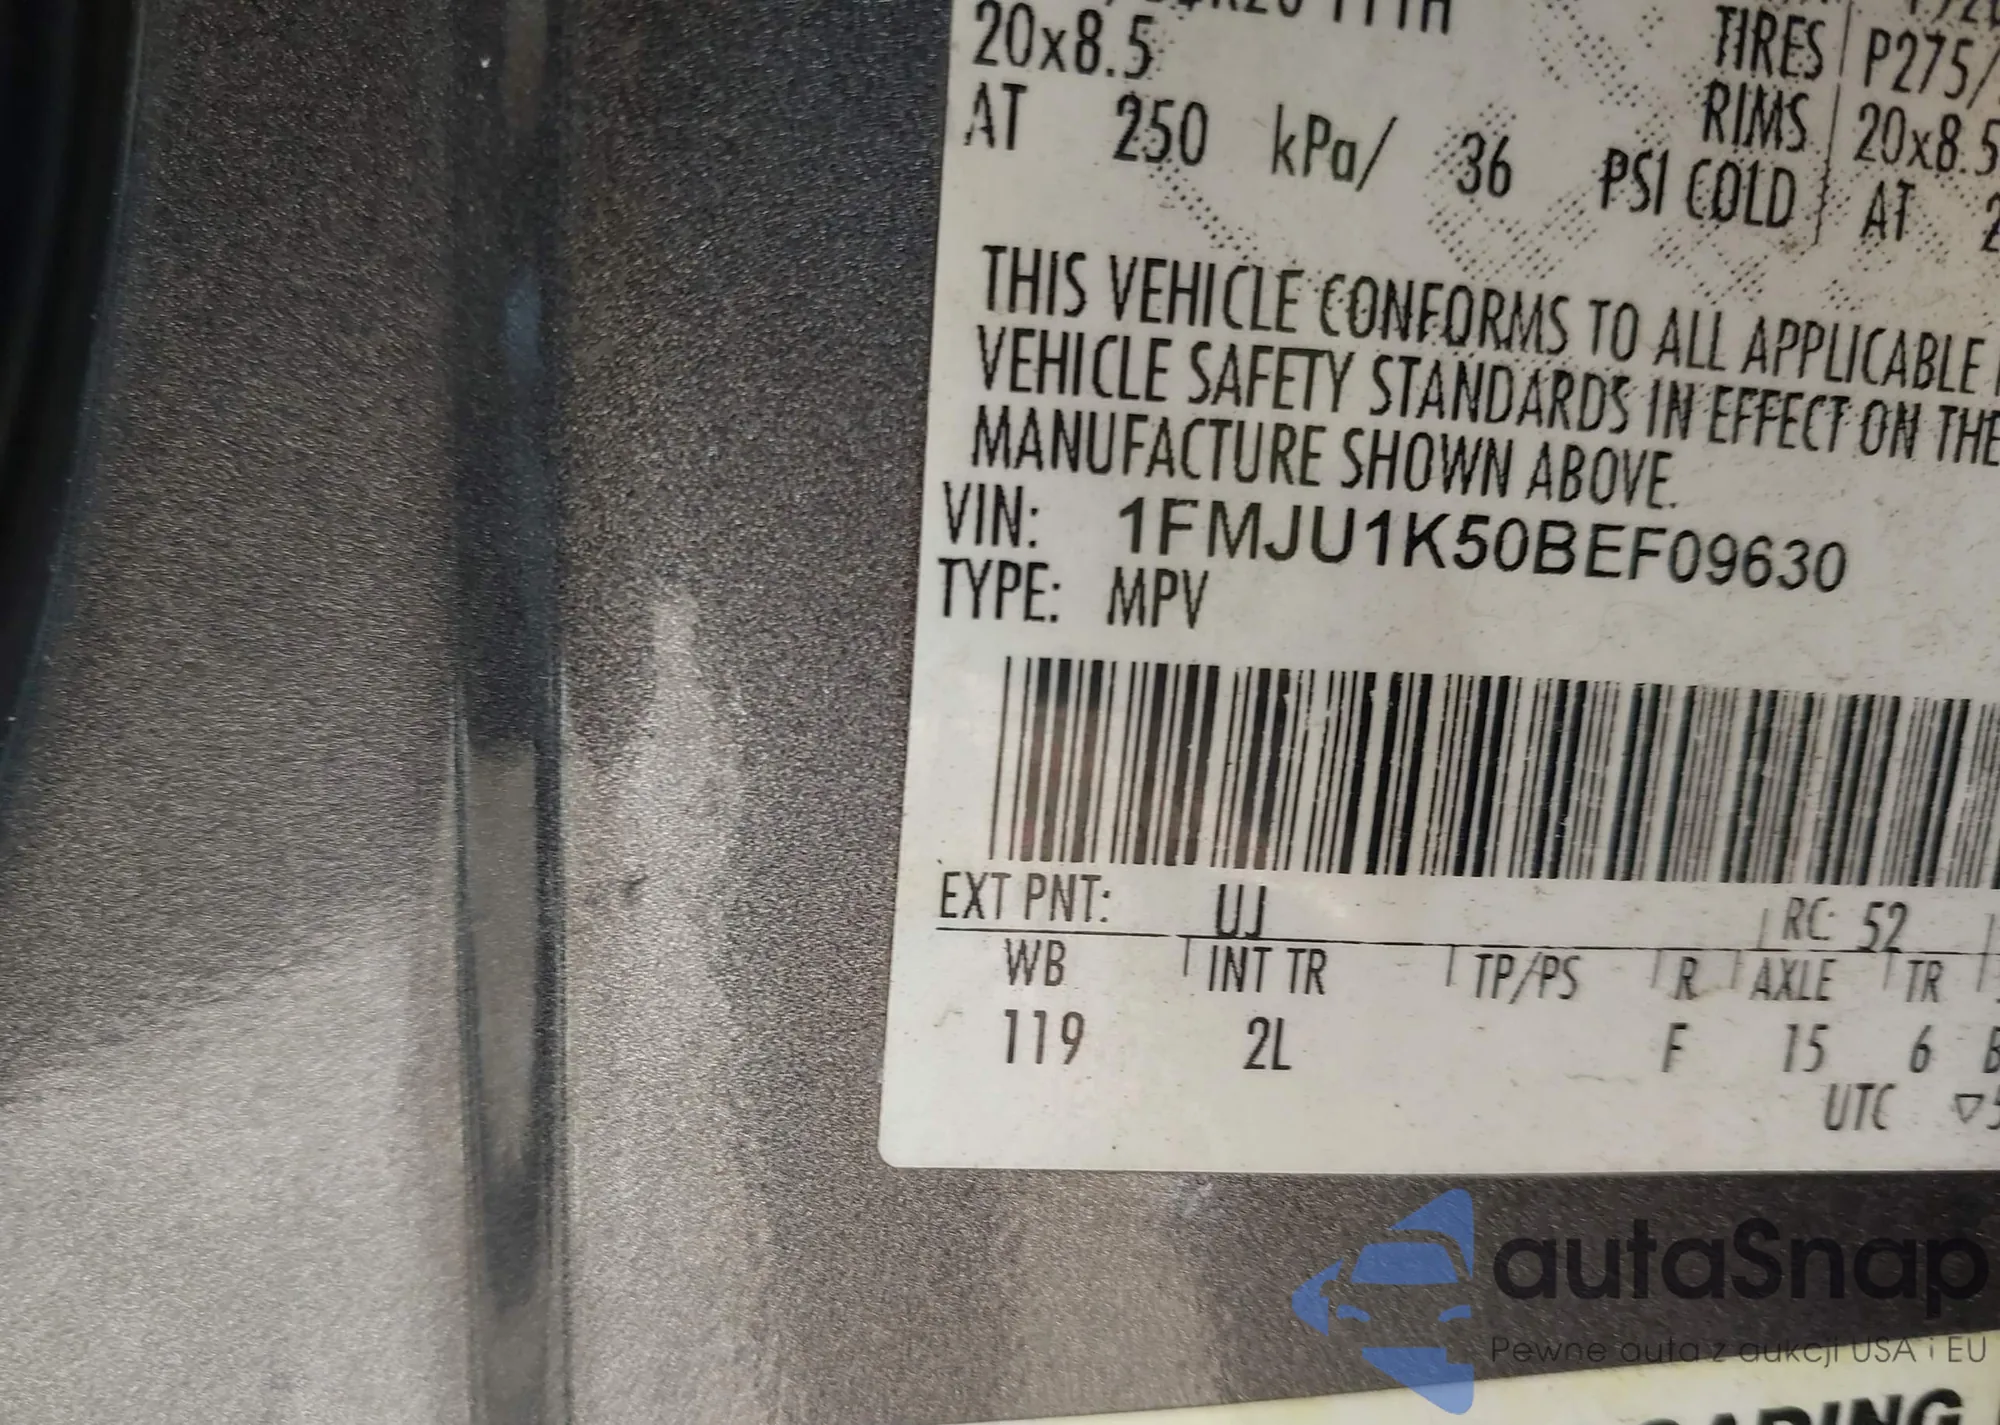 20x8.5
TIRES P275/
RIMS 20x8.5
AT 250 kPa/ 36 PSI COLD AT 2
THIS VEHICLE CONFORMS TO ALL APPLICABLE
VEHICLE SAFETY STANDARDS IN EFFECT ON THE
MANUFACTURE SHOWN ABOVE.
VIN: 1FMJU1K50BEF09630
TYPE: MPV
EXT PNT: UJ RC: 52
WB INT TR TP/PS R AXLE TR
119 2L F 15 6 B
UTC ▽5
autaSnap
Pewne auta z aukcji USA i EU